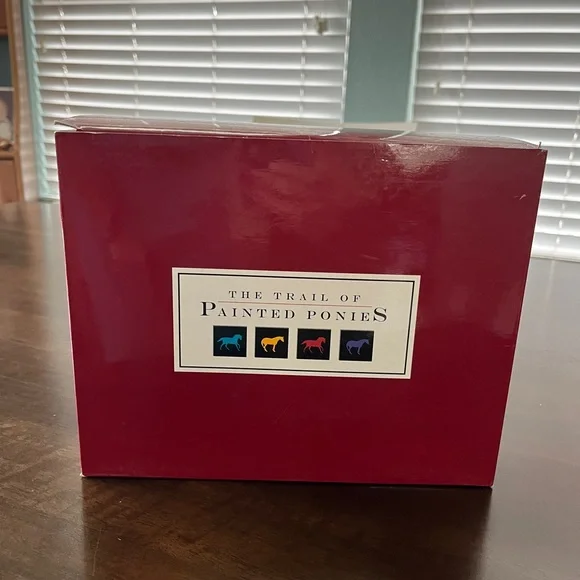 THE TRAIL OF
PAINTED PONIES